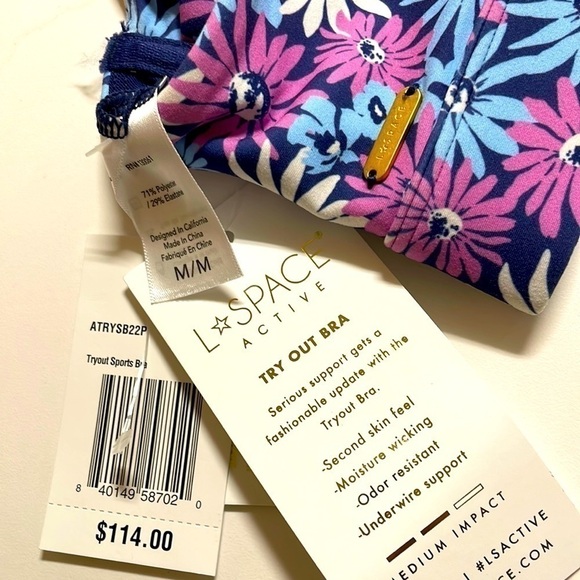 L☆SPACE
71% Polyester
/ 29% Elastane
Designed in California
Made In China
Fabriqué En Chine
M/M
L☆SPACE®
ACTIVE
TRY OUT BRA
Serious support gets a
fashionable update with the
Tryout Bra.
-Second skin feel
-Moisture wicking
-Odor resistant
-Underwire support
MEDIUM IMPACT
#LSACTIVE
.COM
ATRYSB22P
Tryout Sports Bra
8 40149 58702 0
$114.00